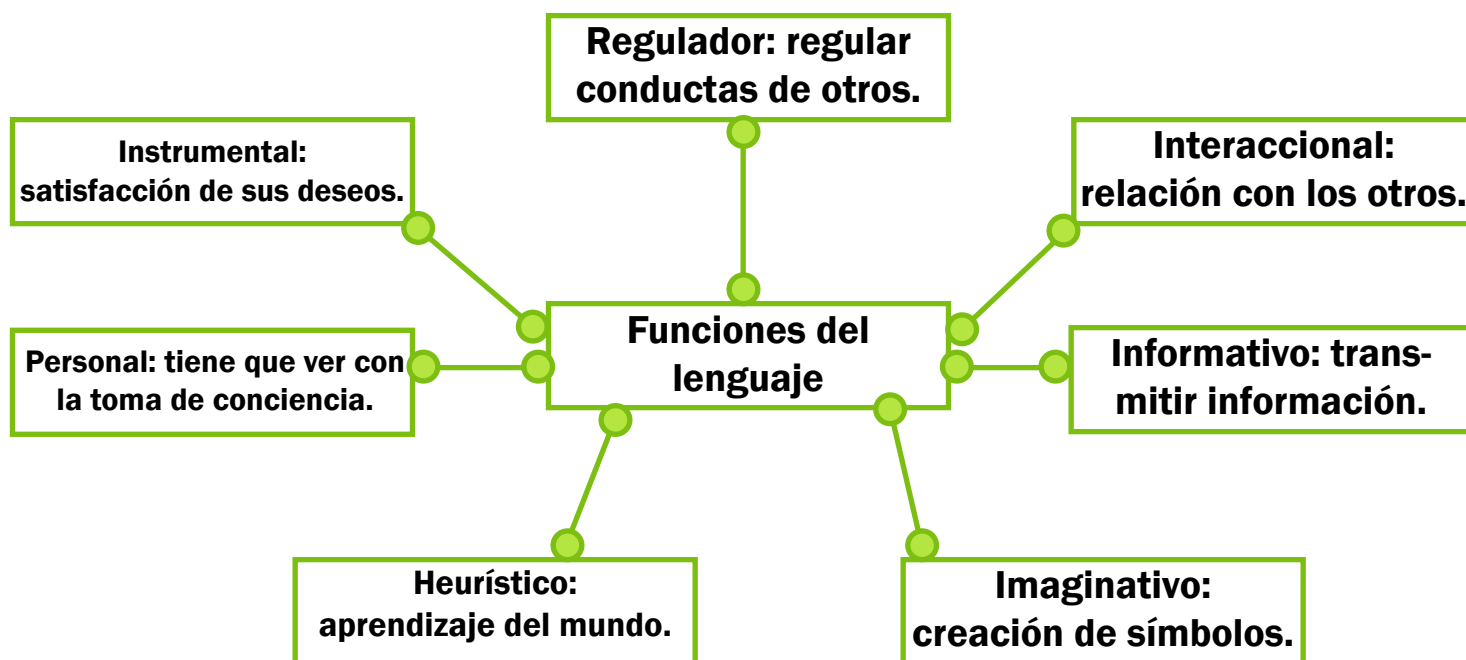 Regulador: regular
conductas de otros.
Instrumental:
satisfacción de sus deseos.
Interaccional:
relación con los otros.
Funciones del
lenguaje
Personal: tiene que ver con
la toma de conciencia.
Informativo: trans-
mitir información.
Heurístico:
aprendizaje del mundo.
Imaginativo:
creación de símbolos.